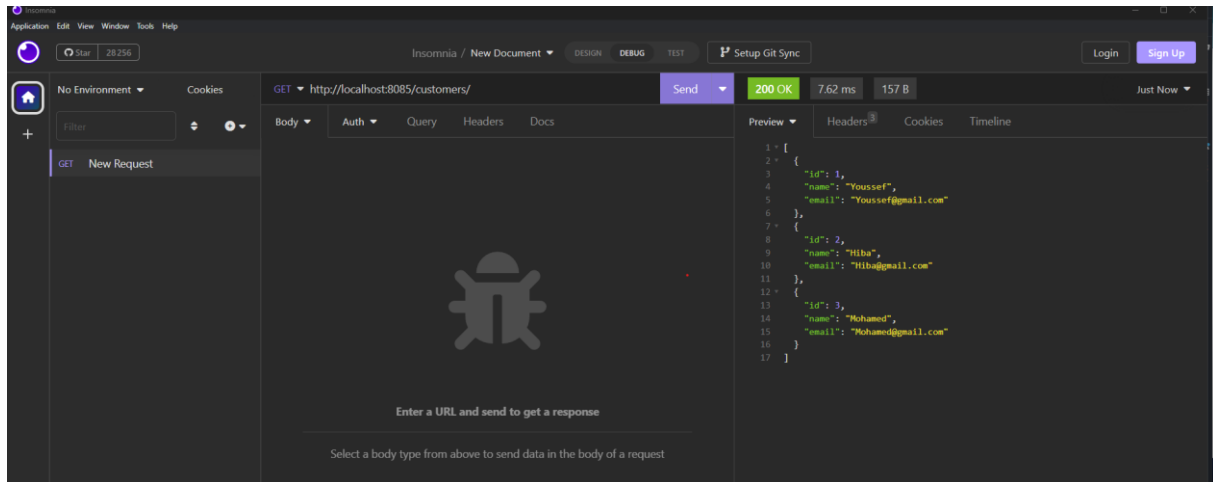 Insomnia
Application Edit View Window Tools Help
Star 28256
Insomnia / New Document
DESIGN DEBUG TEST
Setup Git Sync
Login Sign Up
No Environment Cookies
GET http://localhost:8085/customers/ Send
200 OK 7.62 ms 157 B Just Now
Filter
Body Auth Query Headers Docs
Preview Headers 3 Cookies Timeline
GET New Request
1 [
2 {
3 "id": 1,
4 "name": "Youssef",
5 "email": "Youssef@gmail.com"
6 },
7 {
8 "id": 2,
9 "name": "Hiba",
10 "email": "Hiba@gmail.com"
11 },
12 {
13 "id": 3,
14 "name": "Mohamed",
15 "email": "Mohamed@gmail.com"
16 }
17 ]
Enter a URL and send to get a response
Select a body type from above to send data in the body of a request